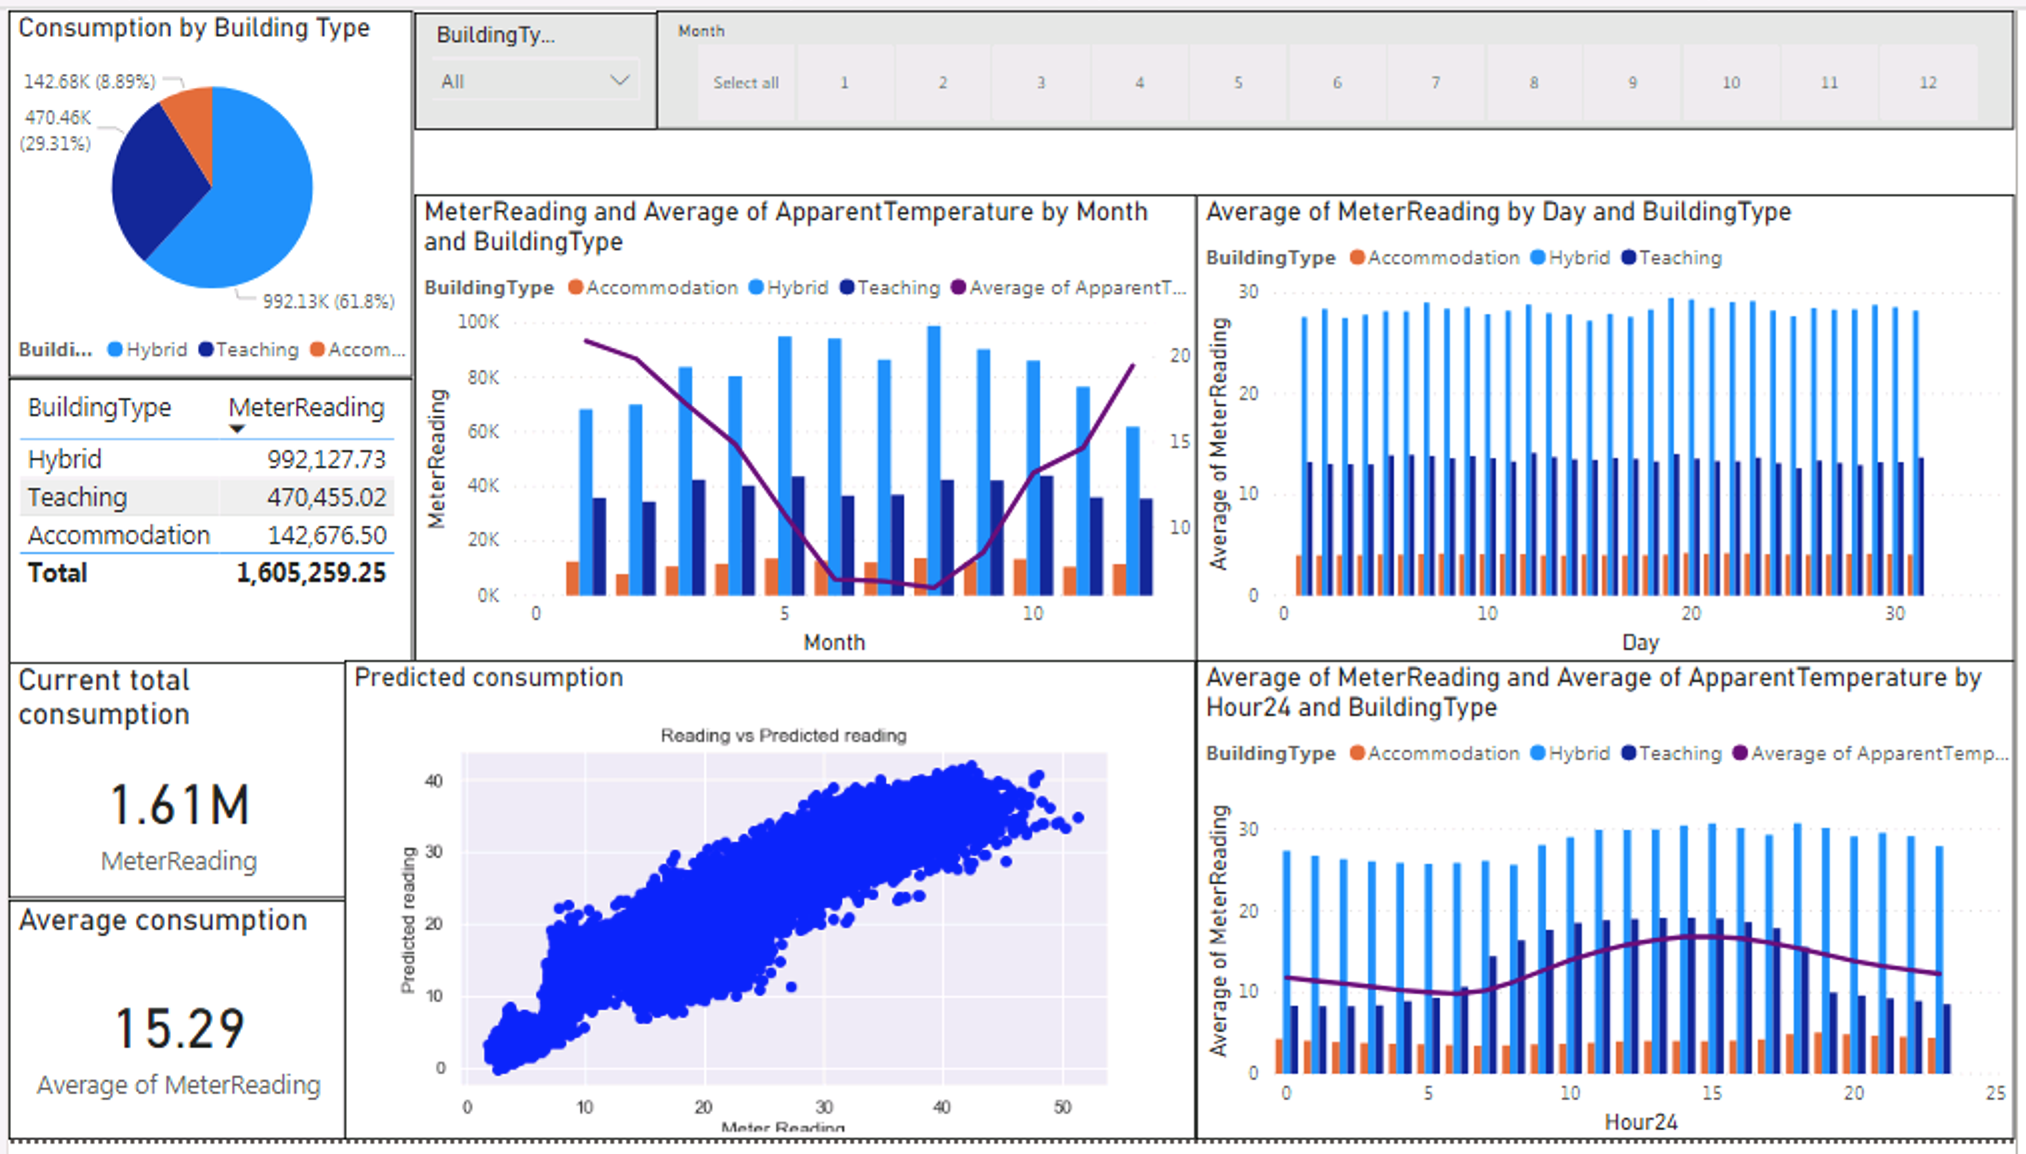 Consumption by Building Type
142.68K (8.89%)
470.46K
(29.31%)
992.13K (61.8%)
Buildi... Hybrid Teaching Accom...
BuildingTy...
All
Month
Select all 1 2 3 4 5 6 7 8 9 10 11 12
BuildingType MeterReading
Hybrid 992,127.73
Teaching 470,455.02
Accommodation 142,676.50
Total 1,605,259.25
MeterReading and Average of ApparentTemperature by Month
and BuildingType
BuildingType Accommodation Hybrid Teaching Average of ApparentT...
100K
80K
60K
40K
20K
0K
MeterReading
20
15
10
0 5 10
Month
Average of MeterReading by Day and BuildingType
BuildingType Accommodation Hybrid Teaching
30
20
10
0
Average of MeterReading
0 10 20 30
Day
Current total
consumption
1.61M
MeterReading
Average consumption
15.29
Average of MeterReading
Predicted consumption
Reading vs Predicted reading
40
30
20
10
0
Predicted reading
0 10 20 30 40 50
Meter Reading
Average of MeterReading and Average of ApparentTemperature by
Hour24 and BuildingType
BuildingType Accommodation Hybrid Teaching Average of ApparentTemp...
30
20
10
0
Average of MeterReading
0 5 10 15 20 25
Hour24